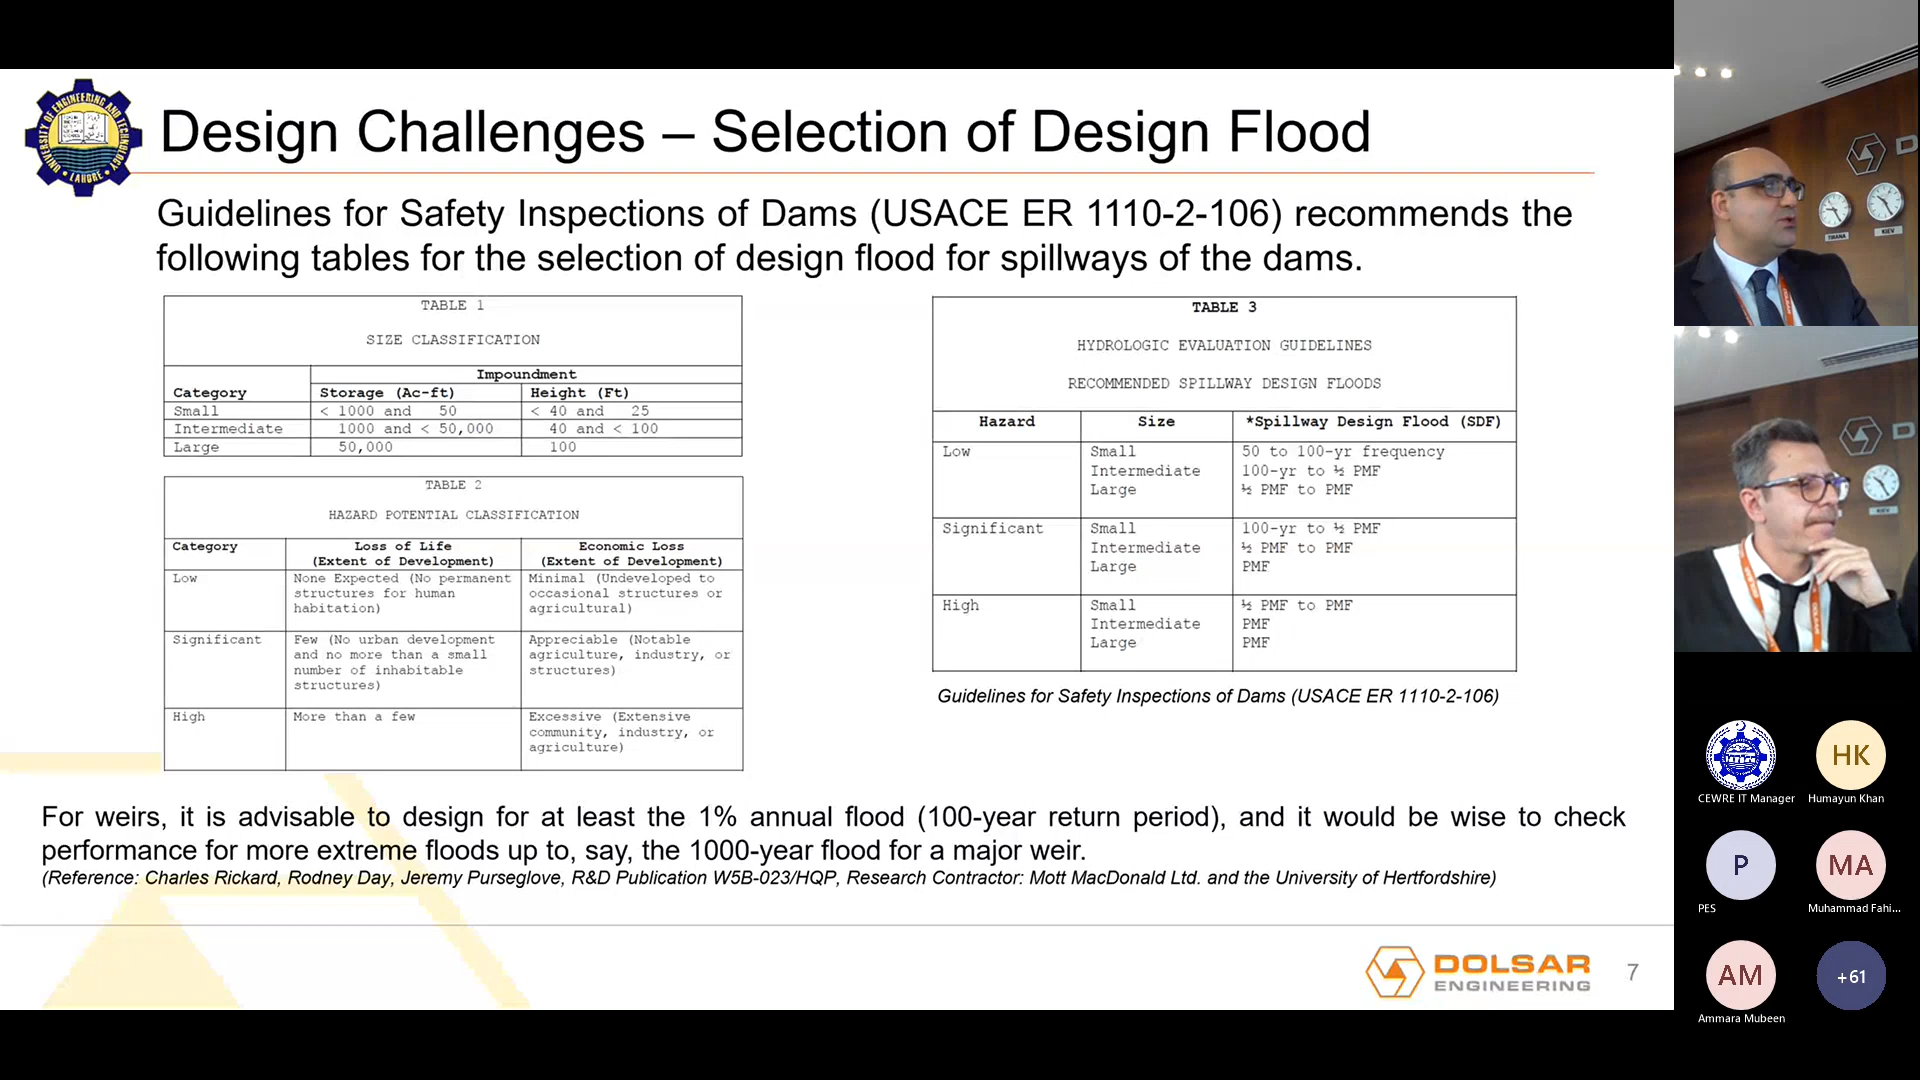 UNIVERSITY OF ENGINEERING AND TECHNOLOGY
• LAHORE •
Design Challenges – Selection of Design Flood
Guidelines for Safety Inspections of Dams (USACE ER 1110-2-106) recommends the
following tables for the selection of design flood for spillways of the dams.
TABLE 1
SIZE CLASSIFICATION
Impoundment
Category Storage (Ac-ft) Height (Ft)
Small < 1000 and 50 < 40 and 25
Intermediate 1000 and < 50,000 40 and < 100
Large 50,000 100
TABLE 2
HAZARD POTENTIAL CLASSIFICATION
Category Loss of Life Economic Loss
(Extent of Development) (Extent of Development)
Low None Expected (No permanent Minimal (Undeveloped to
structures for human occasional structures or
habitation) agricultural)
Significant Few (No urban development Appreciable (Notable
and no more than a small agriculture, industry, or
number of inhabitable structures)
structures)
High More than a few Excessive (Extensive
community, industry, or
agriculture)
TABLE 3
HYDROLOGIC EVALUATION GUIDELINES
RECOMMENDED SPILLWAY DESIGN FLOODS
Hazard Size *Spillway Design Flood (SDF)
Low Small 50 to 100-yr frequency
Intermediate 100-yr to ½ PMF
Large ½ PMF to PMF
Significant Small 100-yr to ½ PMF
Intermediate ½ PMF to PMF
Large PMF
High Small ½ PMF to PMF
Intermediate PMF
Large PMF
Guidelines for Safety Inspections of Dams (USACE ER 1110-2-106)
For weirs, it is advisable to design for at least the 1% annual flood (100-year return period), and it would be wise to check
performance for more extreme floods up to, say, the 1000-year flood for a major weir.
(Reference: Charles Rickard, Rodney Day, Jeremy Purseglove, R&D Publication W5B-023/HQP, Research Contractor: Mott MacDonald Ltd. and the University of Hertfordshire)
DOLSAR
ENGINEERING
7
D
TIRANA
KIEV
D
KIEV
DOLSAR
CEWRE IT Manager
HK
Humayun Khan
P
PES
MA
Muhammad Fahi...
AM
Ammara Mubeen
+61